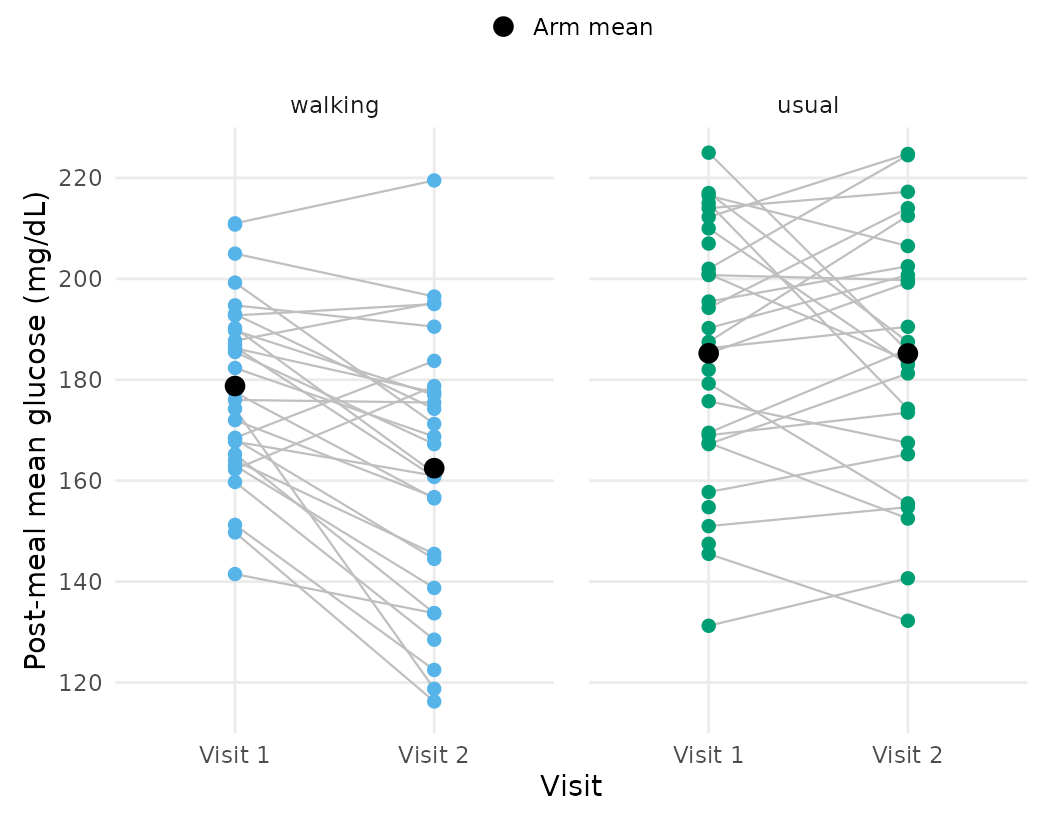 Arm mean
walking
usual
Post-meal mean glucose (mg/dL)
220
200
180
160
140
120
Visit 1
Visit 2
Visit 1
Visit 2
Visit